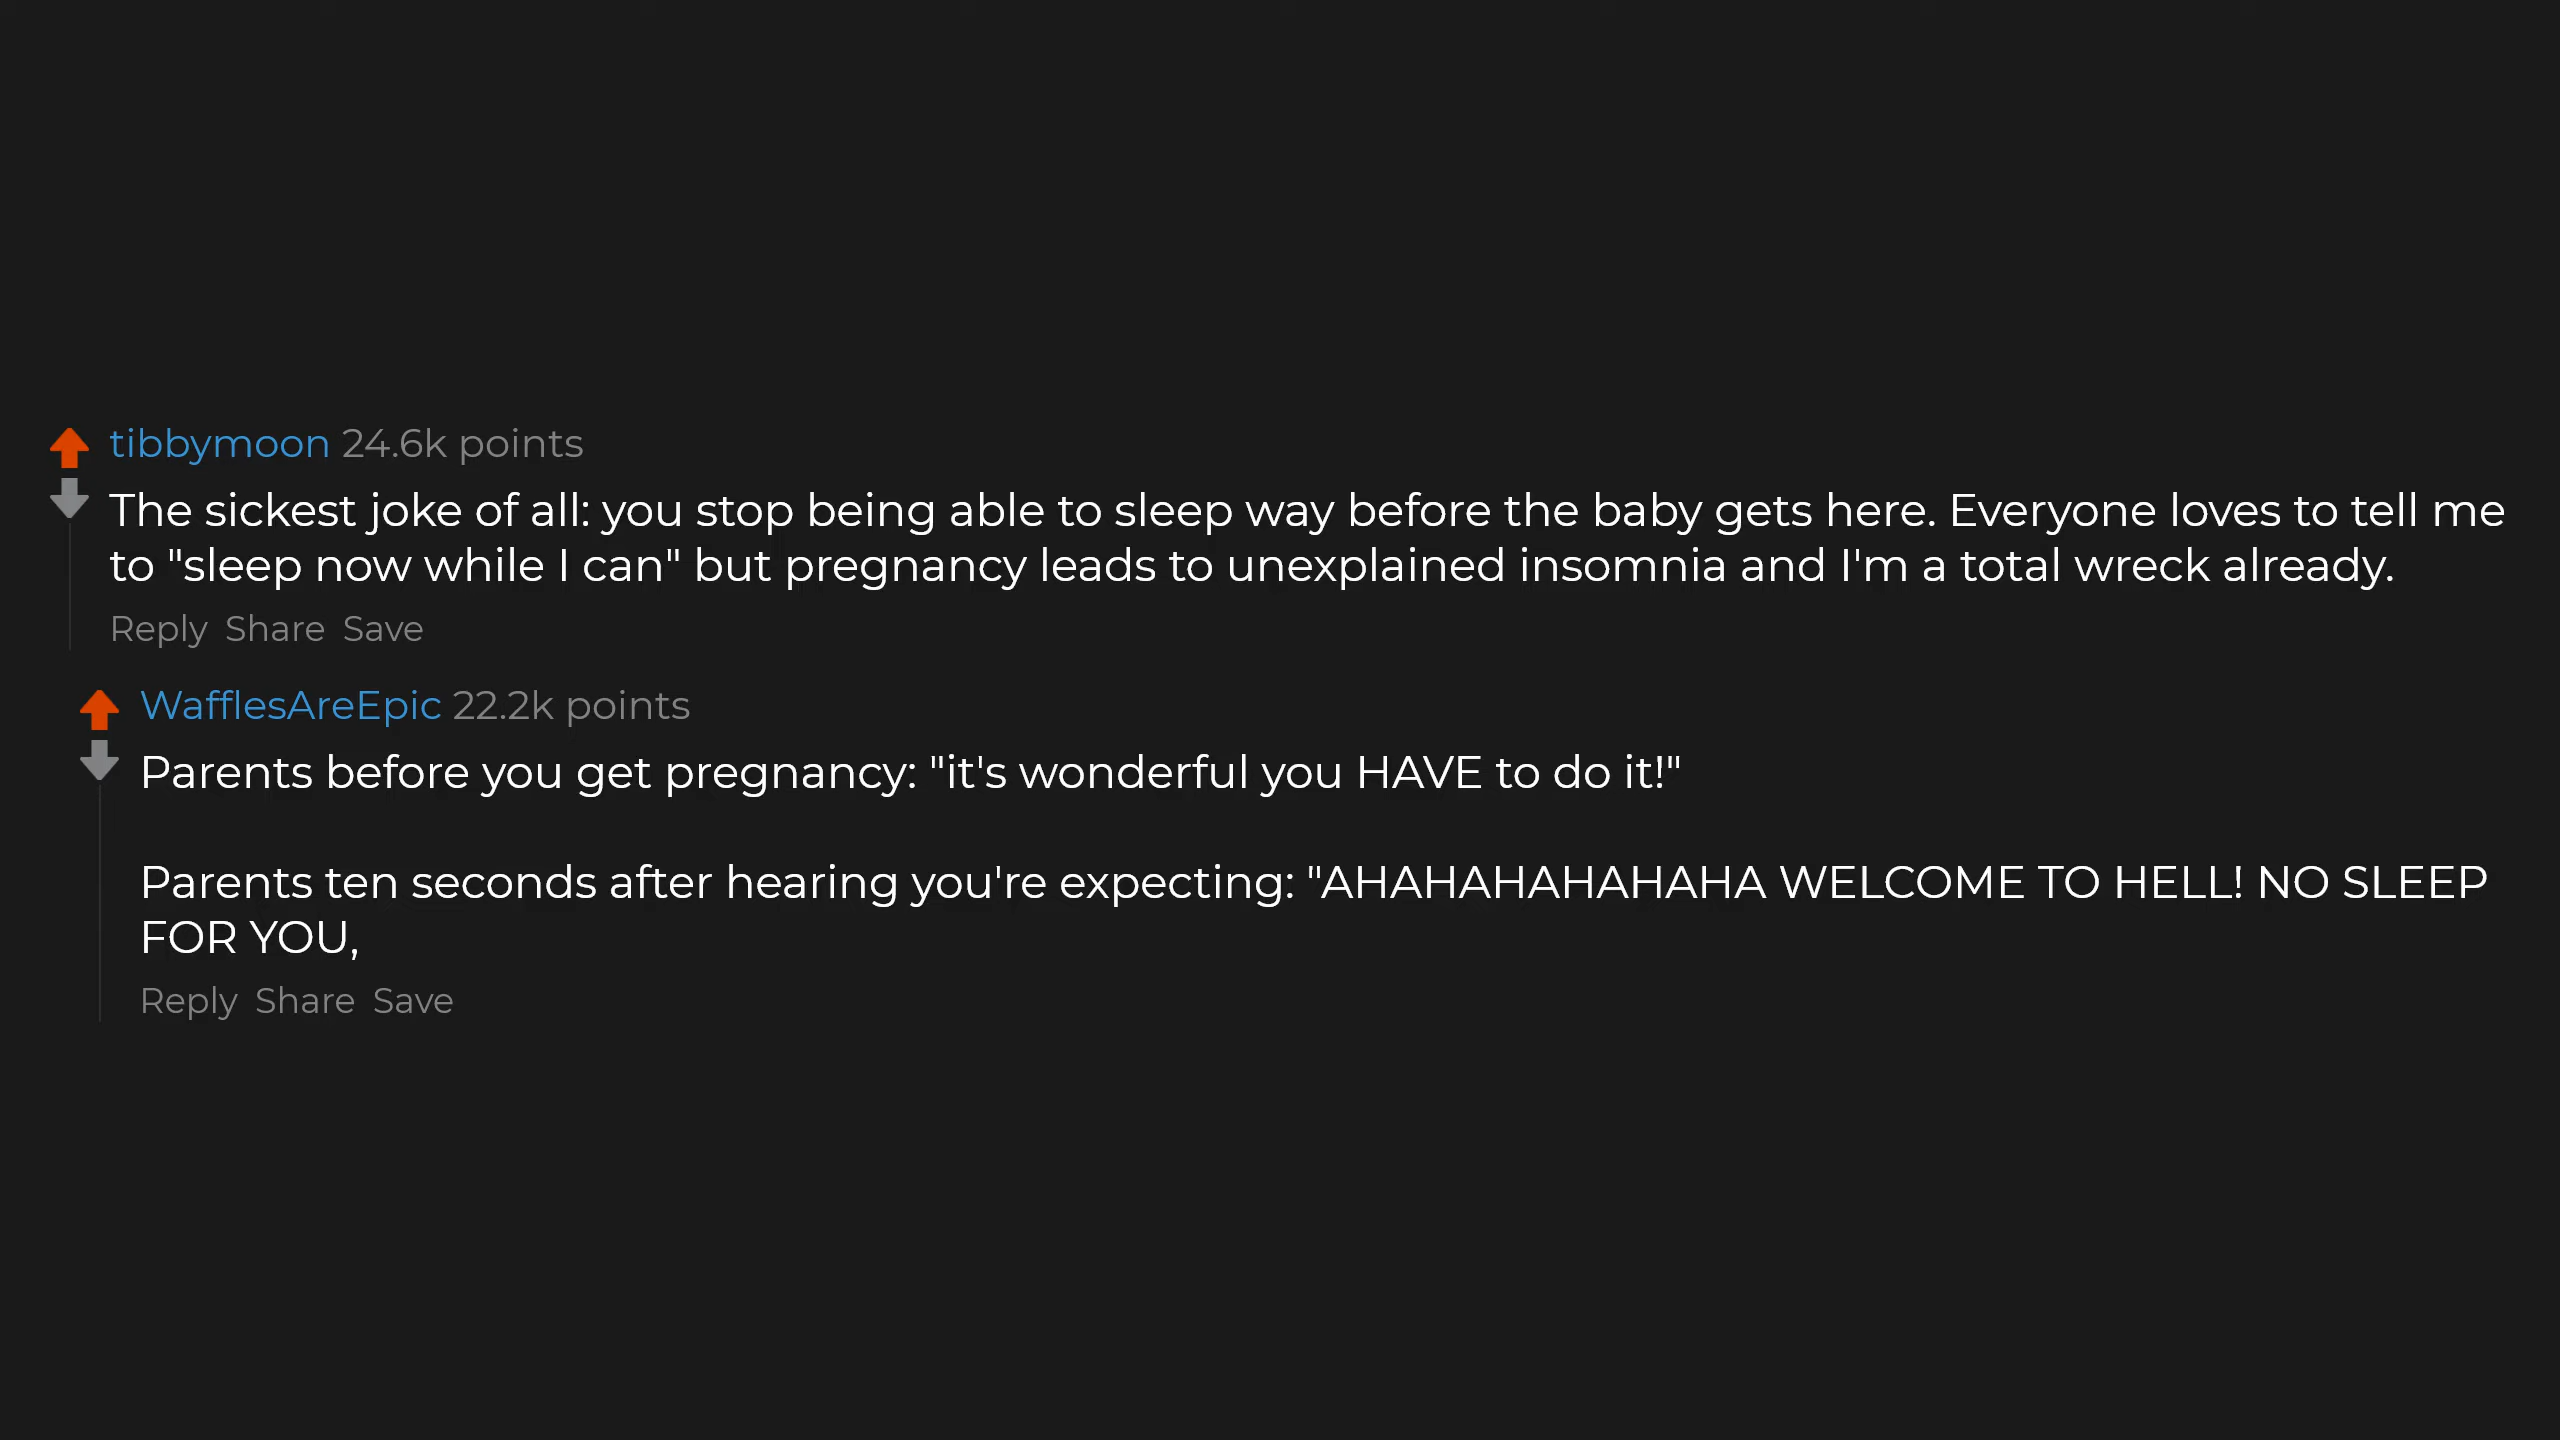 tibbymoon 24.6k points
The sickest joke of all: you stop being able to sleep way before the baby gets here. Everyone loves to tell me
to "sleep now while I can" but pregnancy leads to unexplained insomnia and I'm a total wreck already.
Reply Share Save
WafflesAreEpic 22.2k points
Parents before you get pregnancy: "it's wonderful you HAVE to do it!"
Parents ten seconds after hearing you're expecting: "AHAHAHAHAHAHA WELCOME TO HELL! NO SLEEP
FOR YOU,
Reply Share Save